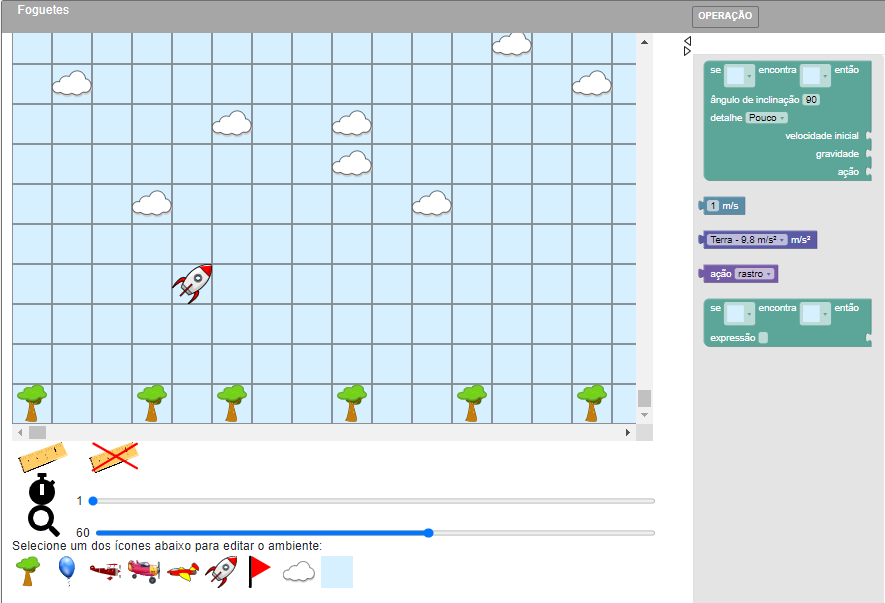 Foguetes
OPERAÇÃO
se encontra então
ângulo de inclinação 90
detalhe Pouco
velocidade inicial
gravidade
ação
1 m/s
Terra - 9,8 m/s² m/s²
ação rastro
se encontra então
expressão
1
60
Selecione um dos ícones abaixo para editar o ambiente: